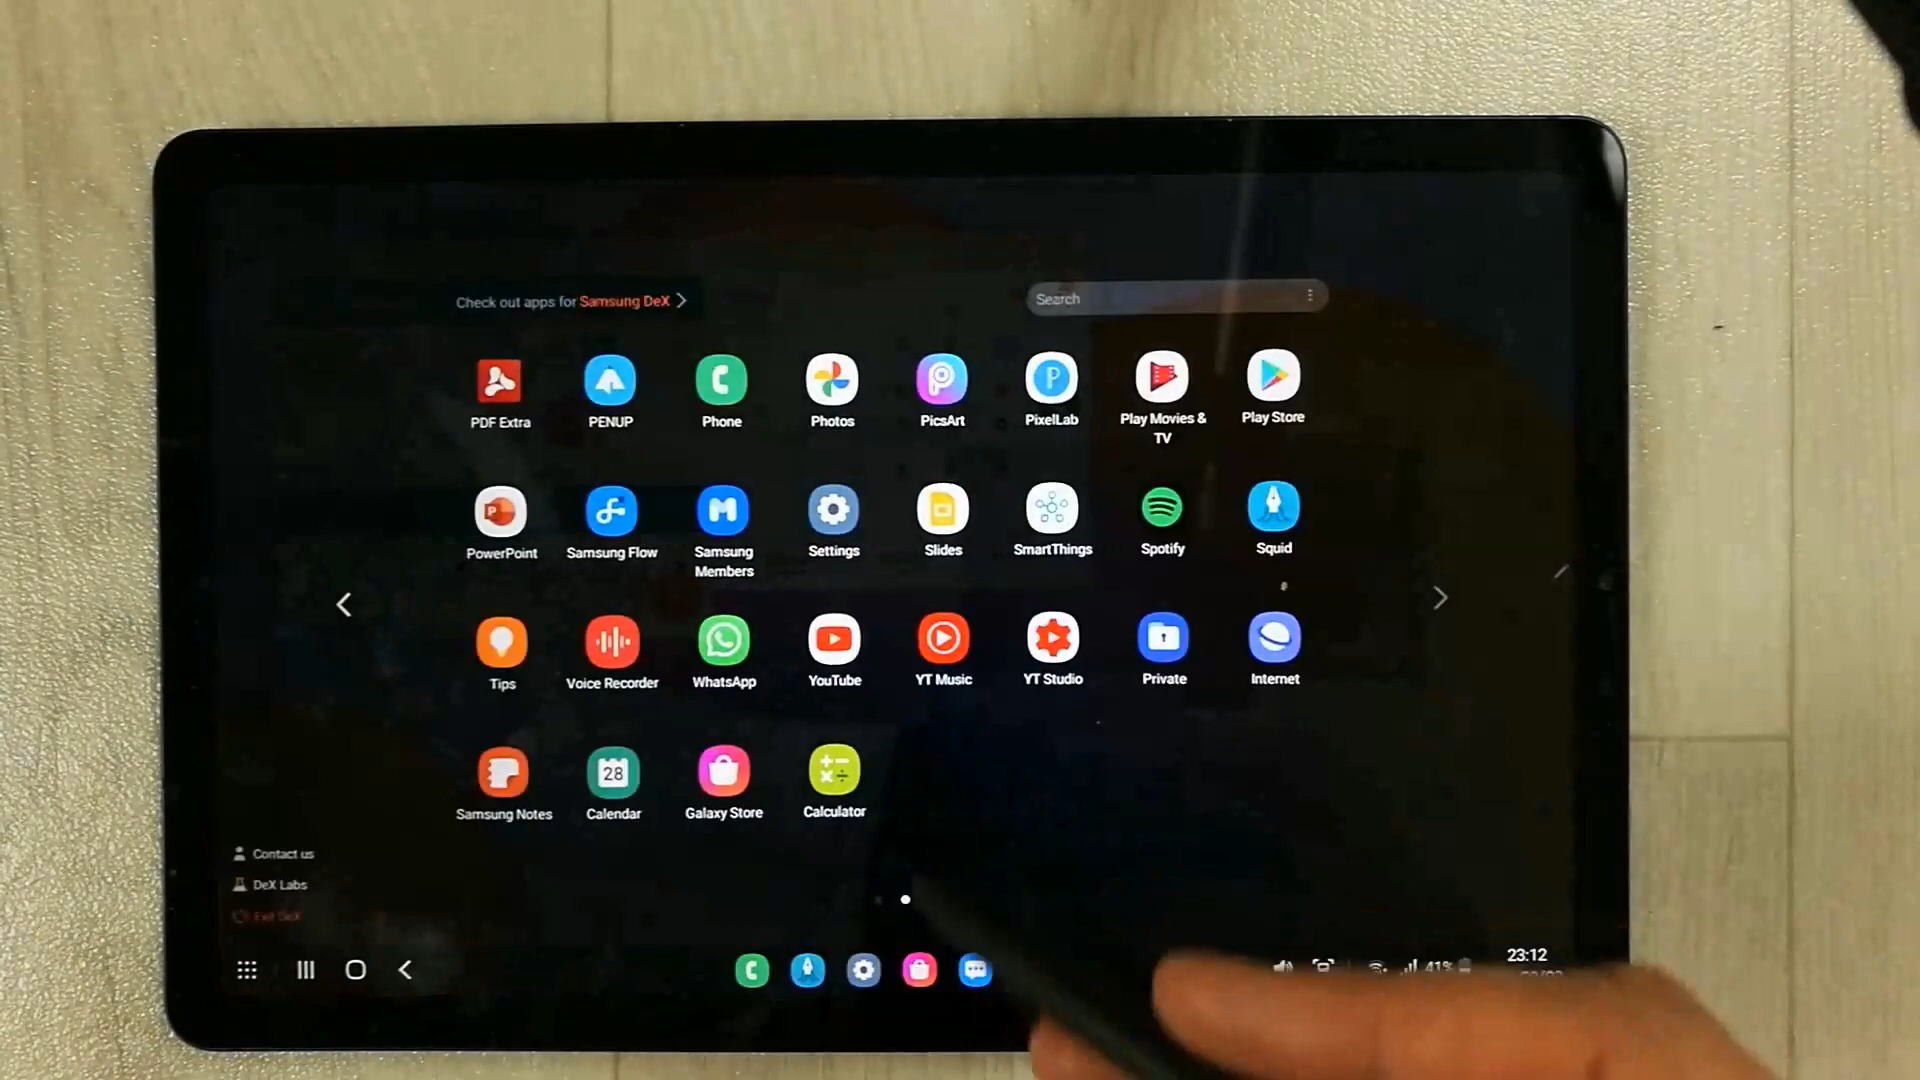 Check out apps for Samsung DeX
Search
PDF Extra
PENUP
Phone
Photos
PicsArt
PixelLab
Play Movies &
TV
Play Store
PowerPoint
Samsung Flow
Samsung
Members
Settings
Slides
SmartThings
Spotify
Squid
Tips
Voice Recorder
WhatsApp
YouTube
YT Music
YT Studio
Private
Internet
Samsung Notes
28
Calendar
Galaxy Store
Calculator
Contact us
DeX Labs
Exit DeX
41%
23:12